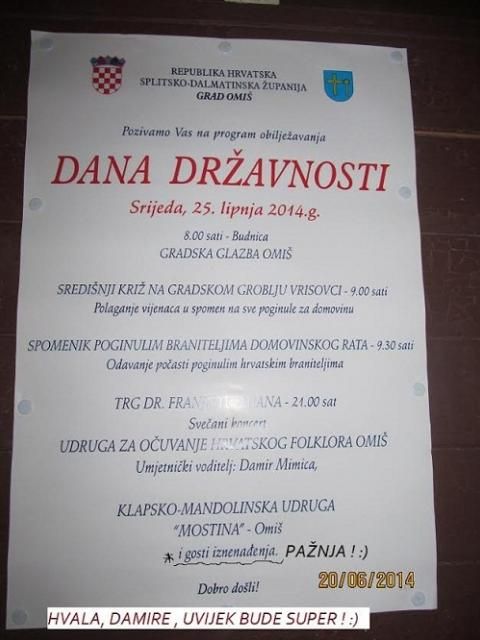 REPUBLIKA HRVATSKA
SPLITSKO-DALMATINSKA ŽUPANIJA
GRAD OMIŠ
Pozivamo Vas na program obilježavanja
DANA DRŽAVNOSTI
Srijeda, 25. lipnja 2014.g.
8.00 sati - Budnica
GRADSKA GLAZBA OMIŠ
SREDIŠNJI KRIŽ NA GRADSKOM GROBLJU VRISOVCI - 9.00 sati
Polaganje vijenaca u spomen na sve poginule za domovinu
SPOMENIK POGINULIM BRANITELJIMA DOMOVINSKOG RATA - 9.30 sati
Odavanje počasti poginulim hrvatskim braniteljima
TRG DR. - 21.00 sat
Svečani koncert
UDRUGA ZA OČUVANJE HRVATSKOG FOLKLORA OMIŠ
Umjetnički voditelj: Damir Mimica,
KLAPSKO-MANDOLINSKA UDRUGA
"MOSTINA" - Omiš
* i gosti iznenađenja. PAŽNJA ! :)
20/06/2014
Dobro došli!
HVALA, DAMIRE , UVIJEK BUDE SUPER ! :)